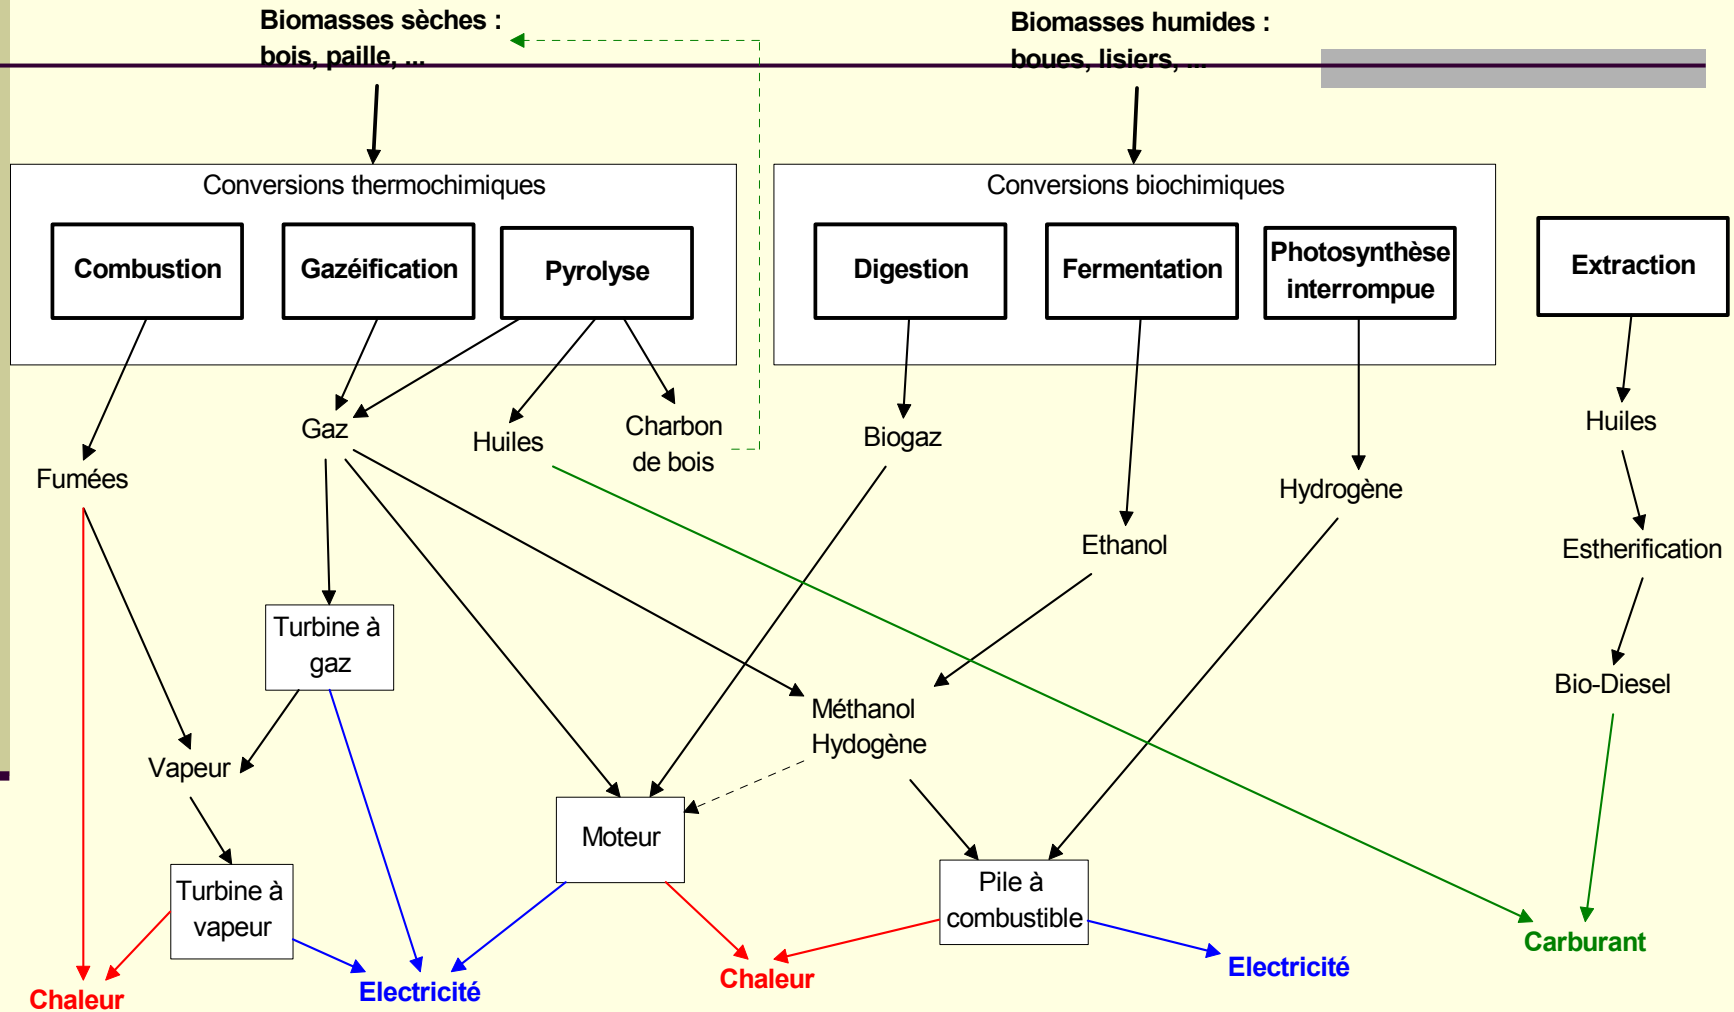 Biomasses sèches :
bois, paille, ...
Biomasses humides :
boues, lisiers, ...
Conversions thermochimiques
Conversions biochimiques
Combustion
Gazéification
Pyrolyse
Digestion
Fermentation
Photosynthèse
interrompue
Extraction
Gaz
Huiles
Charbon
de bois
Biogaz
Huiles
Fumées
Hydrogène
Ethanol
Estherification
Turbine à
gaz
Bio-Diesel
Méthanol
Hydogène
Vapeur
Moteur
Turbine à
vapeur
Pile à
combustible
Carburant
Chaleur
Electricité
Chaleur
Electricité